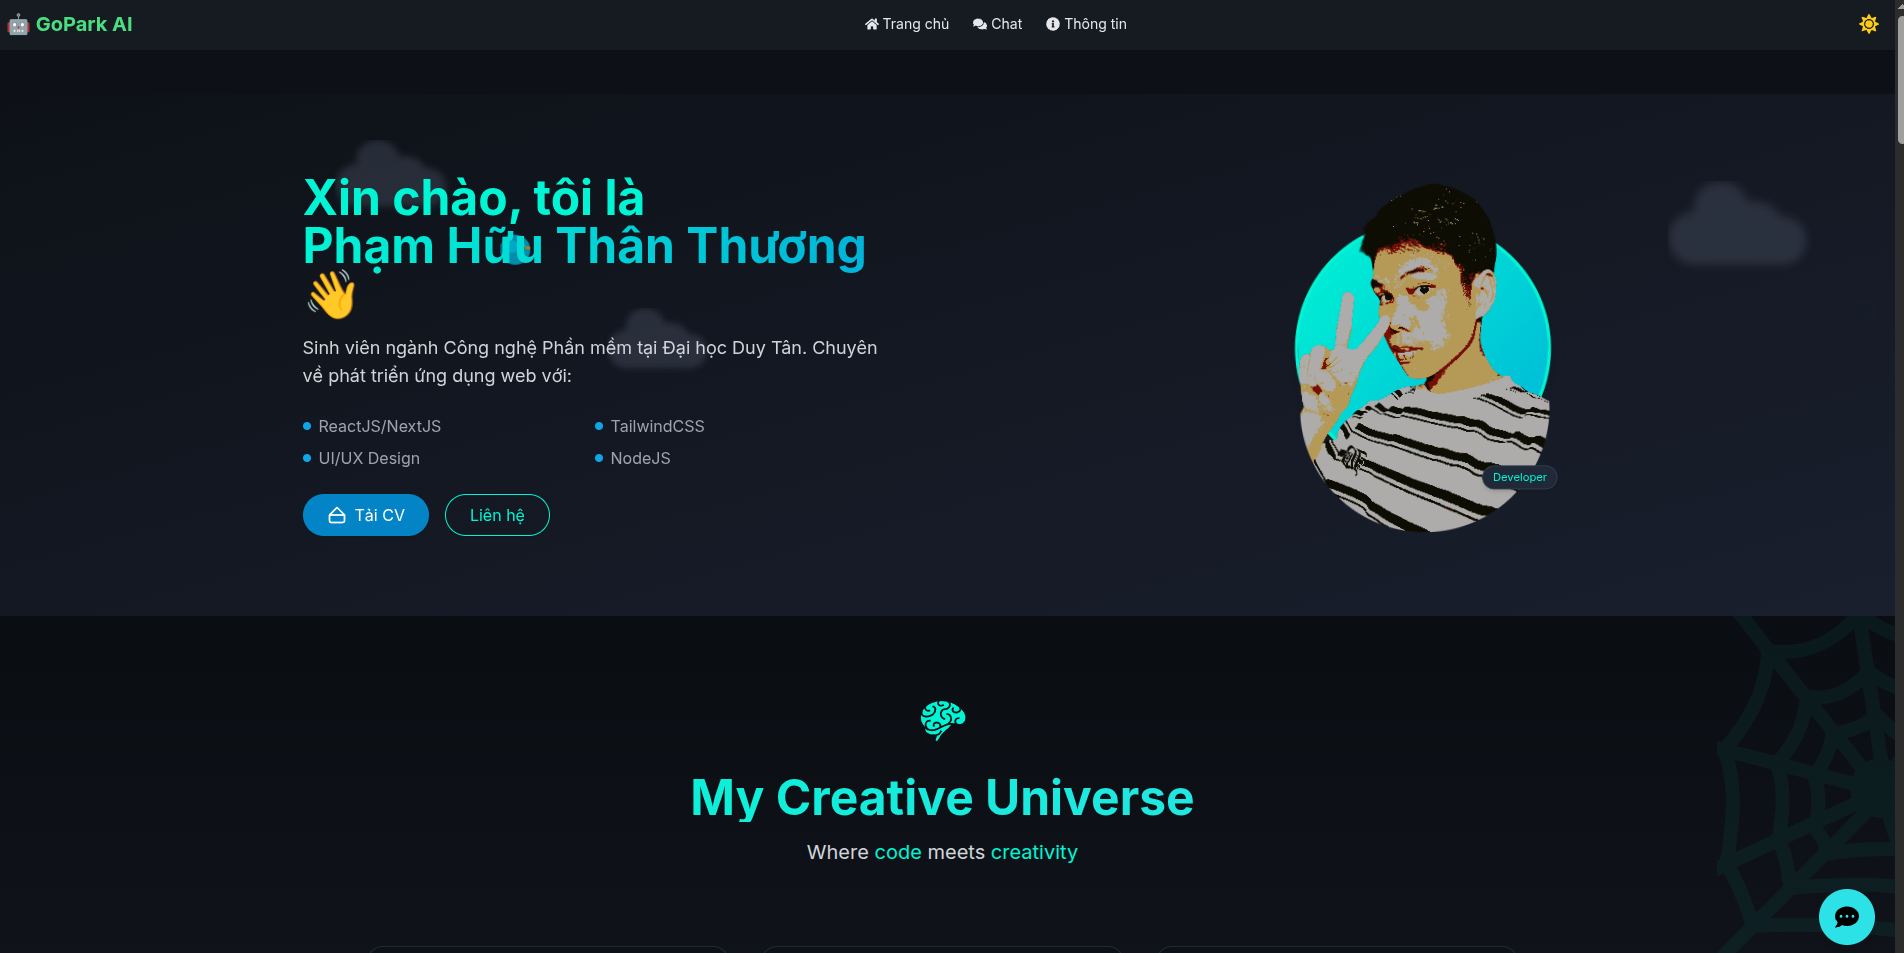 🤖 GoPark AI
Trang chủ
Chat
Thông tin
Xin chào, tôi là
Phạm Hữu Thân Thương
👋
Sinh viên ngành Công nghệ Phần mềm tại Đại học Duy Tân. Chuyên
về phát triển ứng dụng web với:
ReactJS/NextJS
TailwindCSS
UI/UX Design
NodeJS
Tải CV
Liên hệ
Developer
My Creative Universe
Where code meets creativity